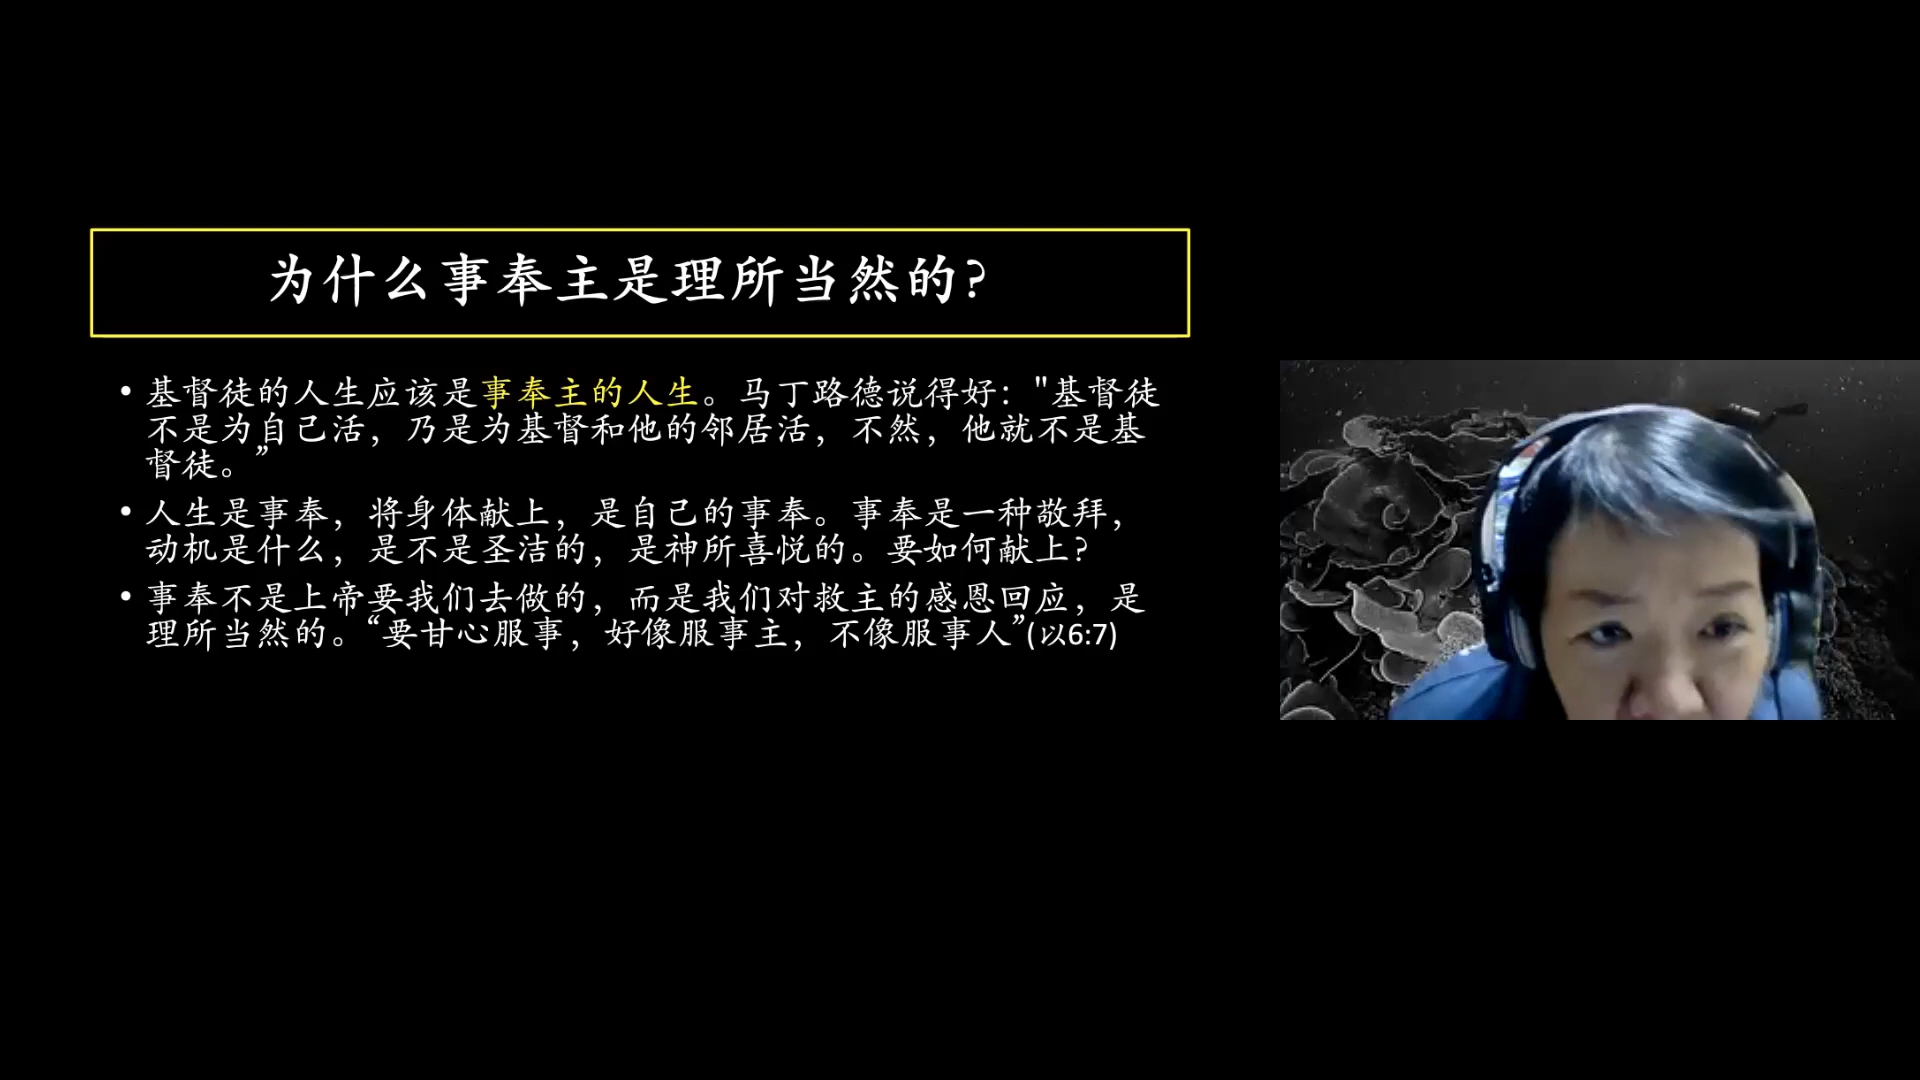 为什么事奉主是理所当然的?
• 基督徒的人生应该是事奉主的人生。马丁路德说得好："基督徒
不是为自己活，乃是为基督和他的邻居活，不然，他就不是基
督徒。”
• 人生是事奉，将身体献上，是自己的事奉。事奉是一种敬拜，
动机是什么，是不是圣洁的，是神所喜悦的。要如何献上?
• 事奉不是上帝要我们去做的，而是我们对救主的感恩回应，是
理所当然的。“要甘心服事，好像服事主，不像服事人”(以6:7)